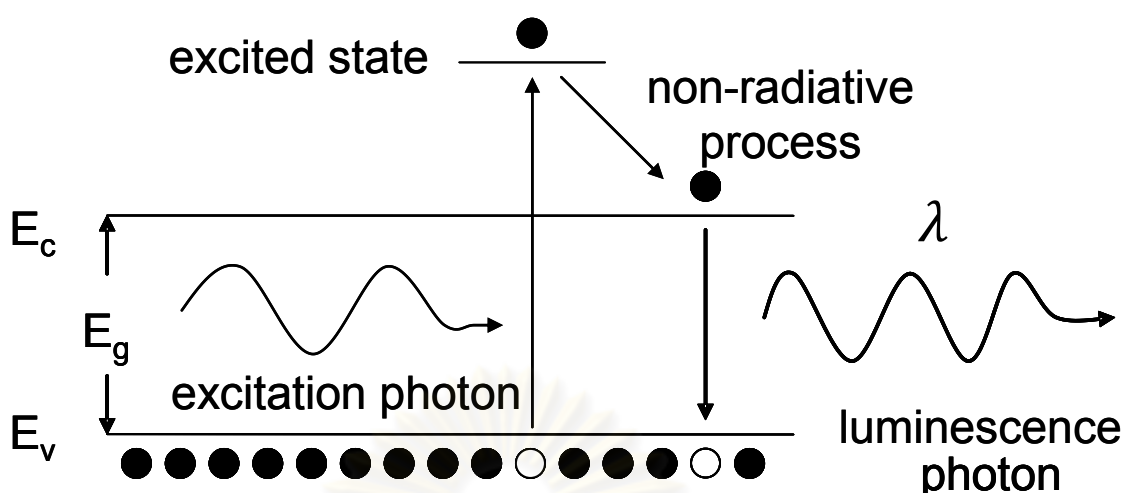 excited state
non-radiative
process
E_c
λ
E_g
excitation photon
E_v
luminescence
photon